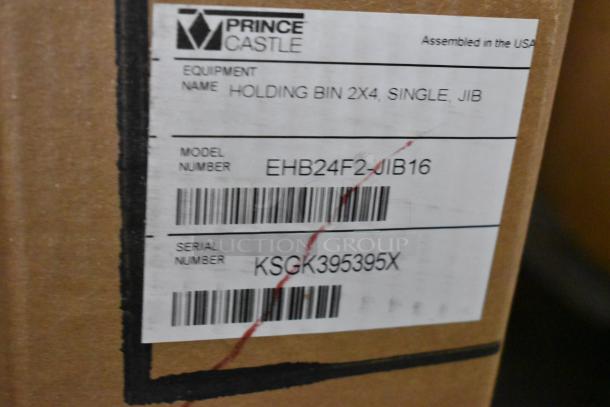 PRINCE
CASTLE
Assembled in the USA
EQUIPMENT
NAME HOLDING BIN 2X4, SINGLE, JIB
MODEL
NUMBER EHB24F2-JIB16
AUCTION GROUP
SERIAL
NUMBER KSGK395395X